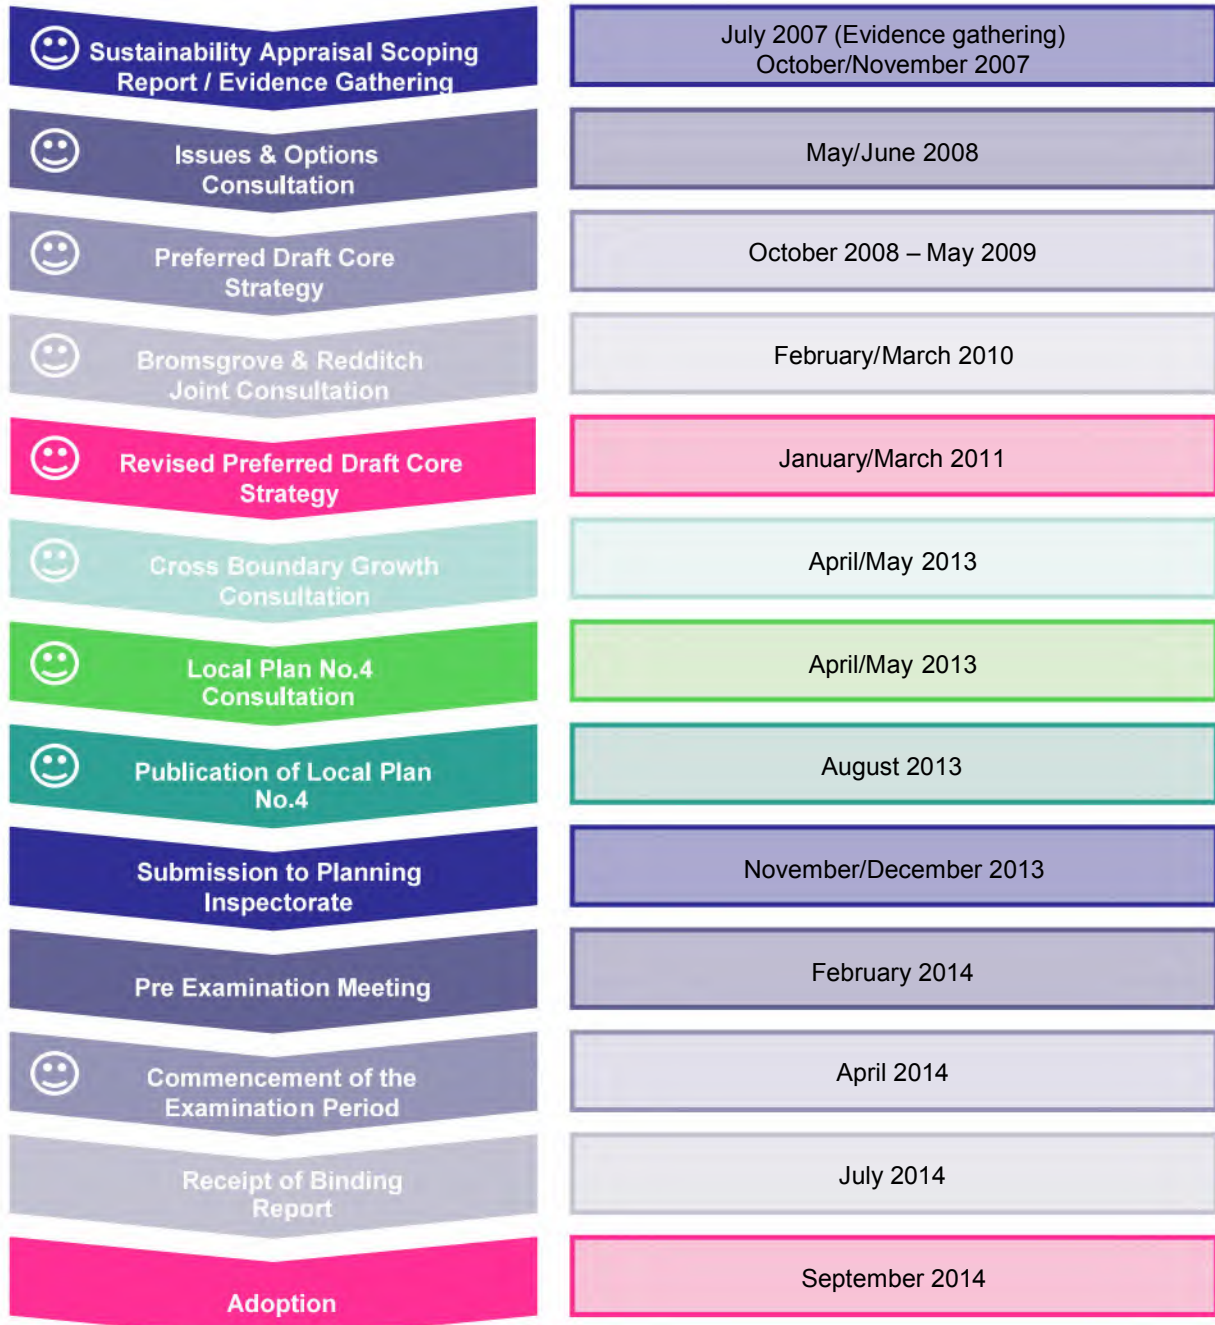 Sustainability Appraisal Scoping
Report / Evidence Gathering
July 2007 (Evidence gathering)
October/November 2007
Issues & Options
Consultation
May/June 2008
Preferred Draft Core
Strategy
October 2008 – May 2009
Bromsgrove & Redditch
Joint Consultation
February/March 2010
Revised Preferred Draft Core
Strategy
January/March 2011
Cross Boundary Growth
Consultation
April/May 2013
Local Plan No.4
Consultation
April/May 2013
Publication of Local Plan
No.4
August 2013
Submission to Planning
Inspectorate
November/December 2013
Pre Examination Meeting
February 2014
Commencement of the
Examination Period
April 2014
Receipt of Binding
Report
July 2014
Adoption
September 2014